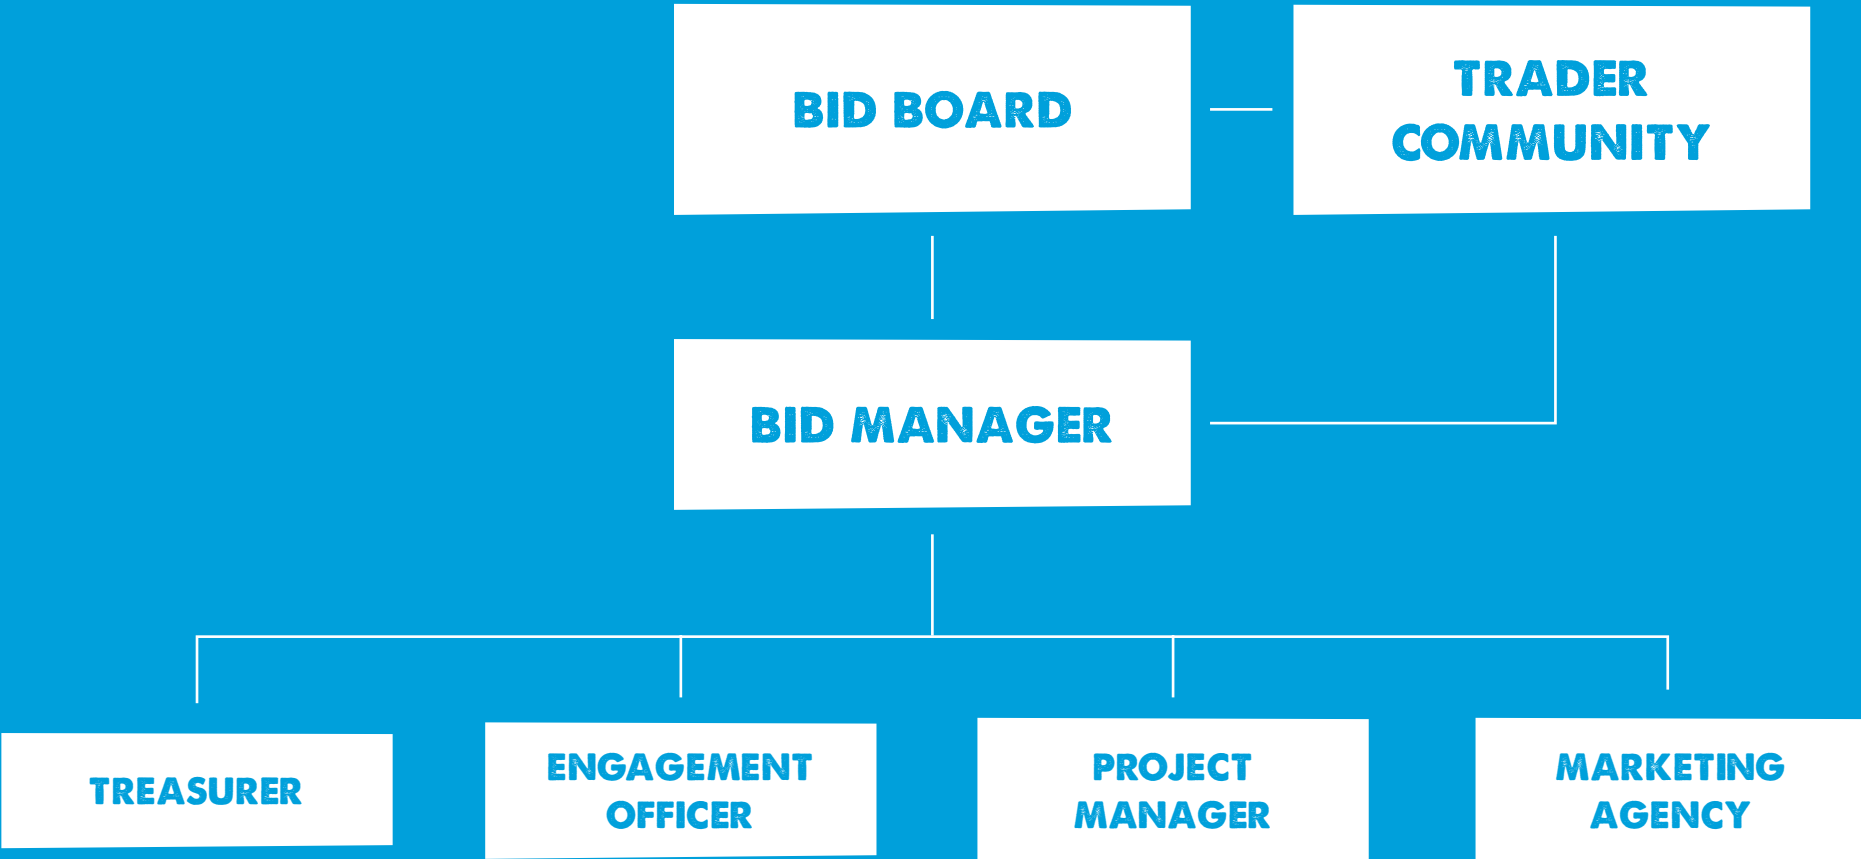 BID BOARD
TRADER
COMMUNITY
BID MANAGER
TREASURER
ENGAGEMENT
OFFICER
PROJECT
MANAGER
MARKETING
AGENCY